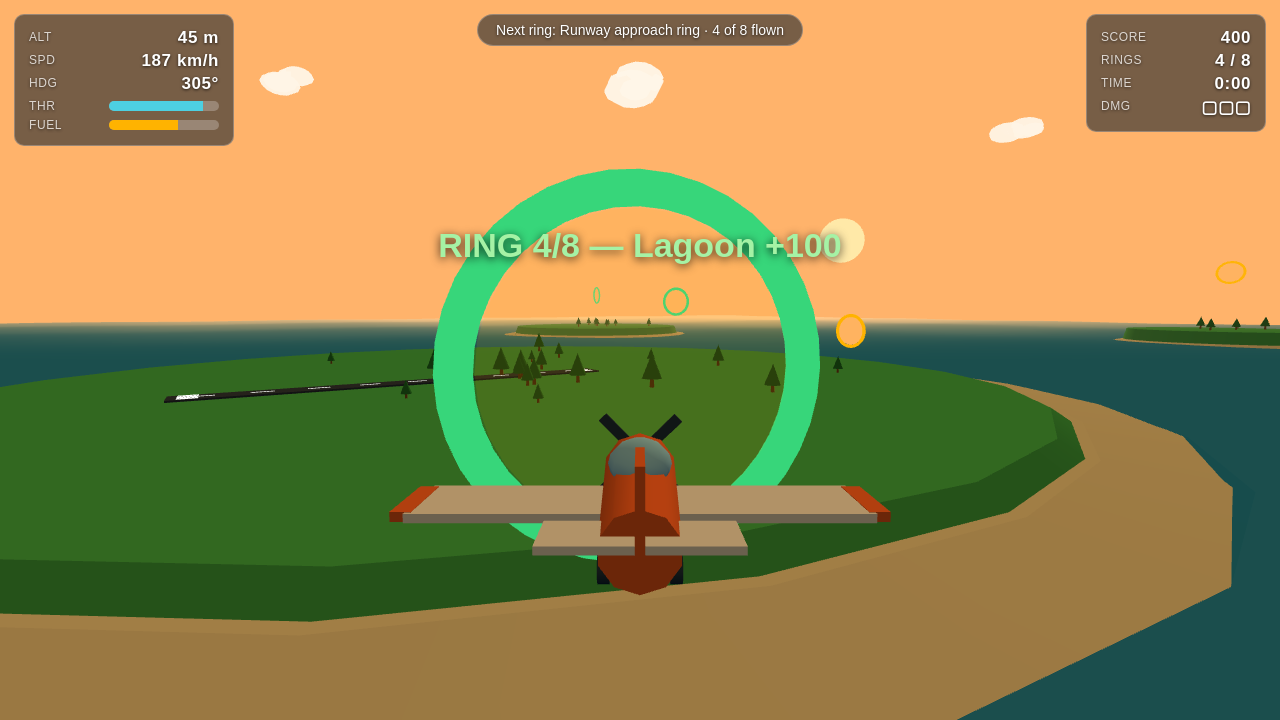 ALT 45 m
SPD 187 km/h
HDG 305°
THR
FUEL
Next ring: Runway approach ring · 4 of 8 flown
SCORE 400
RINGS 4 / 8
TIME 0:00
DMG
RING 4/8 — Lagoon +100